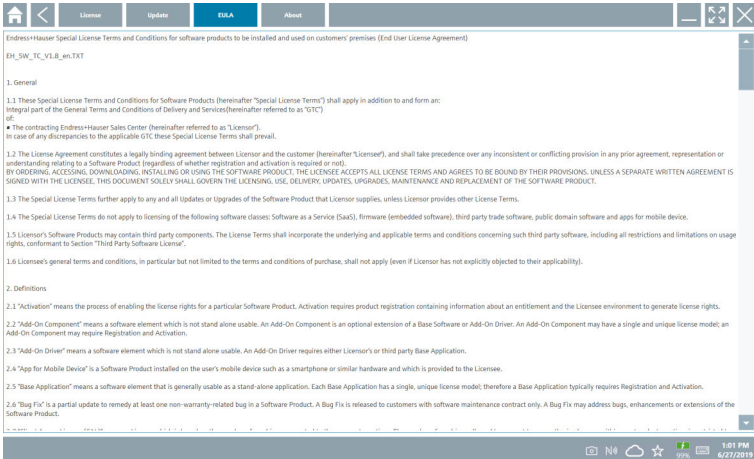 License
Update
EULA
About
Endress+Hauser Special License Terms and Conditions for software products to be installed and used on customers' premises (End User License Agreement)
EH_SW_TC_V1.8_en.TXT
1. General
1.1 These Special License Terms and Conditions for Software Products (hereinafter "Special License Terms") shall apply in addition to and form an:
Integral part of the General Terms and Conditions of Delivery and Services(hereinafter referred to as "GTC")
of:
■ The contracting Endress+Hauser Sales Center (hereinafter referred to as "Licensor").
In case of any discrepancies to the applicable GTC these Special License Terms shall prevail.
1.2 The License Agreement constitutes a legally binding agreement between Licensor and the customer (hereinafter "Licensee"), and shall take precedence over any inconsistent or conflicting provision in any prior agreement, representation or
understanding relating to a Software Product (regardless of whether registration and activation is required or not).
BY ORDERING, ACCESSING, DOWNLOADING, INSTALLING OR USING THE SOFTWARE PRODUCT. THE LICENSEE ACCEPTS ALL LICENSE TERMS AND AGREES TO BE BOUND BY THEIR PROVISIONS. UNLESS A SEPARATE WRITTEN AGREEMENT IS
SIGNED WITH THE LICENSEE, THIS DOCUMENT SOLELY SHALL GOVERN THE LICENSING, USE, DELIVERY, UPDATES, UPGRADES, MAINTENANCE AND REPLACEMENT OF THE SOFTWARE PRODUCT.
1.3 The Special License Terms further apply to any and all Updates or Upgrades of the Software Product that Licensor supplies, unless Licensor provides other License Terms.
1.4 The Special License Terms do not apply to licensing of the following software classes: Software as a Service (SaaS), firmware (embedded software), third party trade software, public domain software and apps for mobile device.
1.5 Licensor's Software Products may contain third party components. The License Terms shall incorporate the underlying and applicable terms and conditions concerning such third party software, including all restrictions and limitations on usage
rights, conformant to Section "Third Party Software License".
1.6 Licensee's general terms and conditions, in particular but not limited to the terms and conditions of purchase, shall not apply (even if Licensor has not explicitly objected to their applicability).
2. Definitions
2.1 "Activation" means the process of enabling the license rights for a particular Software Product. Activation requires product registration containing information about an entitlement and the Licensee environment to generate license rights.
2.2 "Add-On Component" means a software element which is not stand alone usable. An Add-On Component is an optional extension of a Base Software or Add-On Driver. An Add-On Component may have a single and unique license model; an
Add-On Component may require Registration and Activation.
2.3 "Add-On Driver" means a software element which is not stand alone usable. An Add-On Driver requires either Licensor's or third party Base Application.
2.4 "App for Mobile Device" is a Software Product installed on the user's mobile device such as a smartphone or similar hardware and which is provided to the Licensee.
2.5 "Base Application" means a software element that is generally usable as a stand-alone application. Each Base Application has a single, unique license model; therefore a Base Application typically requires Registration and Activation.
2.6 "Bug Fix" is a partial update to remedy at least one non-warranty-related bug in a Software Product. A Bug Fix is released to customers with software maintenance contract only. A Bug Fix may address bugs, enhancements or extensions of the
Software Product.
99%
1:01 PM
6/27/2019